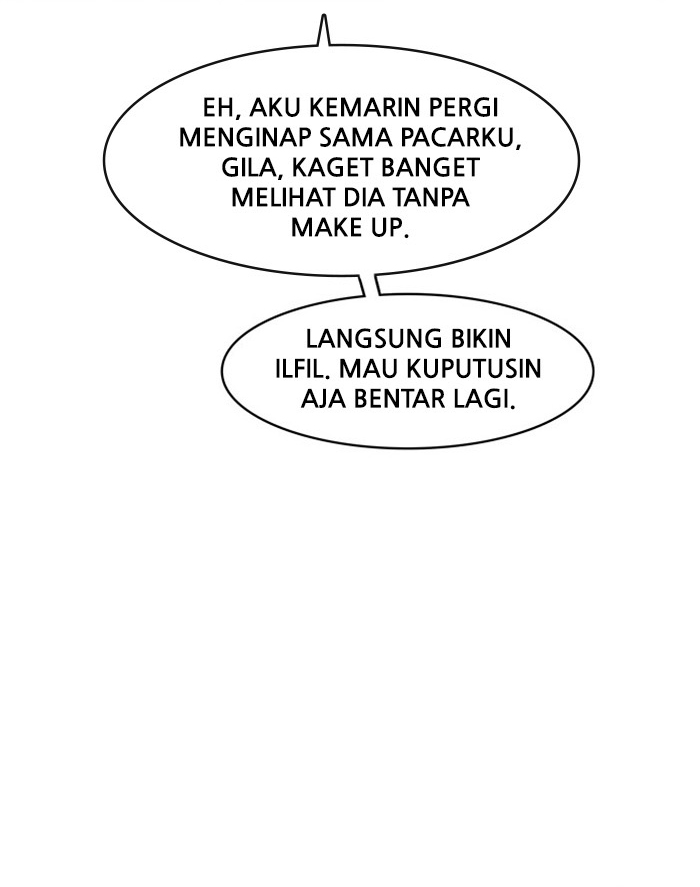 EH, AKU KEMARIN PERGI
MENGINAP SAMA PACARKU,
GILA, KAGET BANGET
MELIHAT DIA TANPA
MAKE UP.
LANGSUNG BIKIN
ILFIL. MAU KUPUTUSIN
AJA BENTAR LAGI.